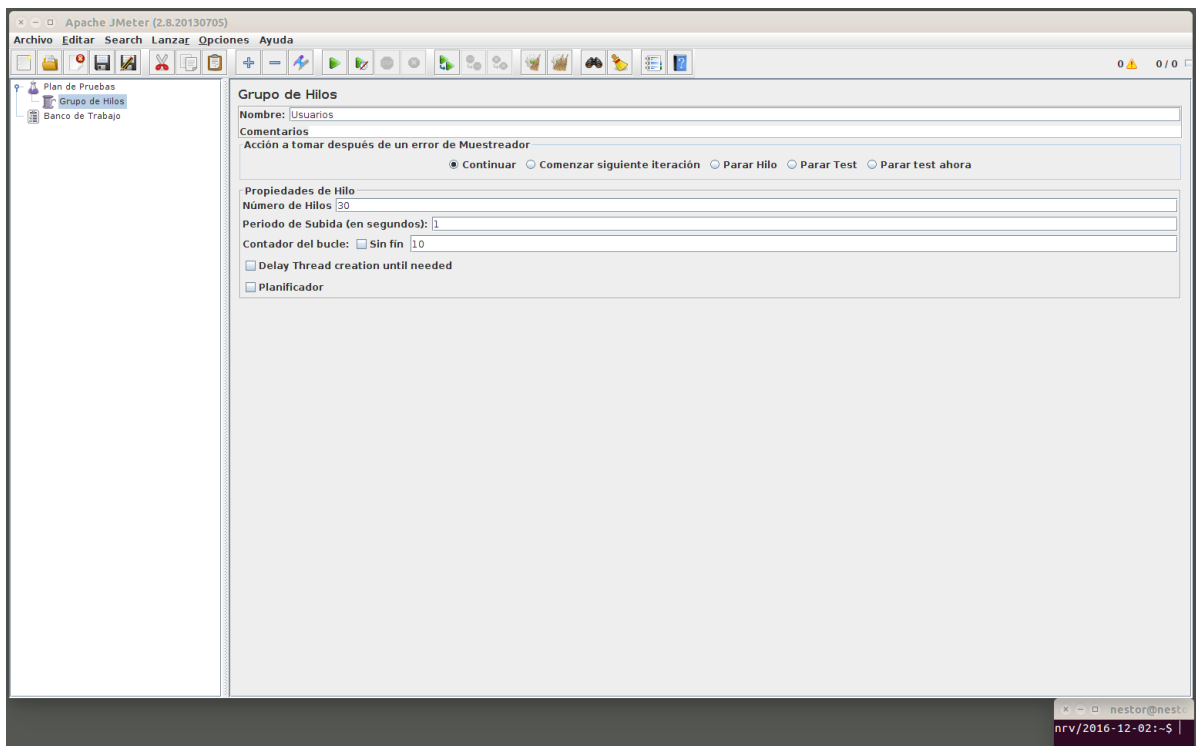 Apache JMeter (2.8.20130705)
Archivo Editar Search Lanzar Opciones Ayuda
0 0 / 0
Plan de Pruebas
Grupo de Hilos
Banco de Trabajo
Grupo de Hilos
Nombre: Usuarios
Comentarios
Acción a tomar después de un error de Muestreador
Continuar Comenzar siguiente iteración Parar Hilo Parar Test Parar test ahora
Propiedades de Hilo
Número de Hilos 30
Periodo de Subida (en segundos): 1
Contador del bucle: Sin fín 10
Delay Thread creation until needed
Planificador
nestor@nest
nrv/2016-12-02:~$